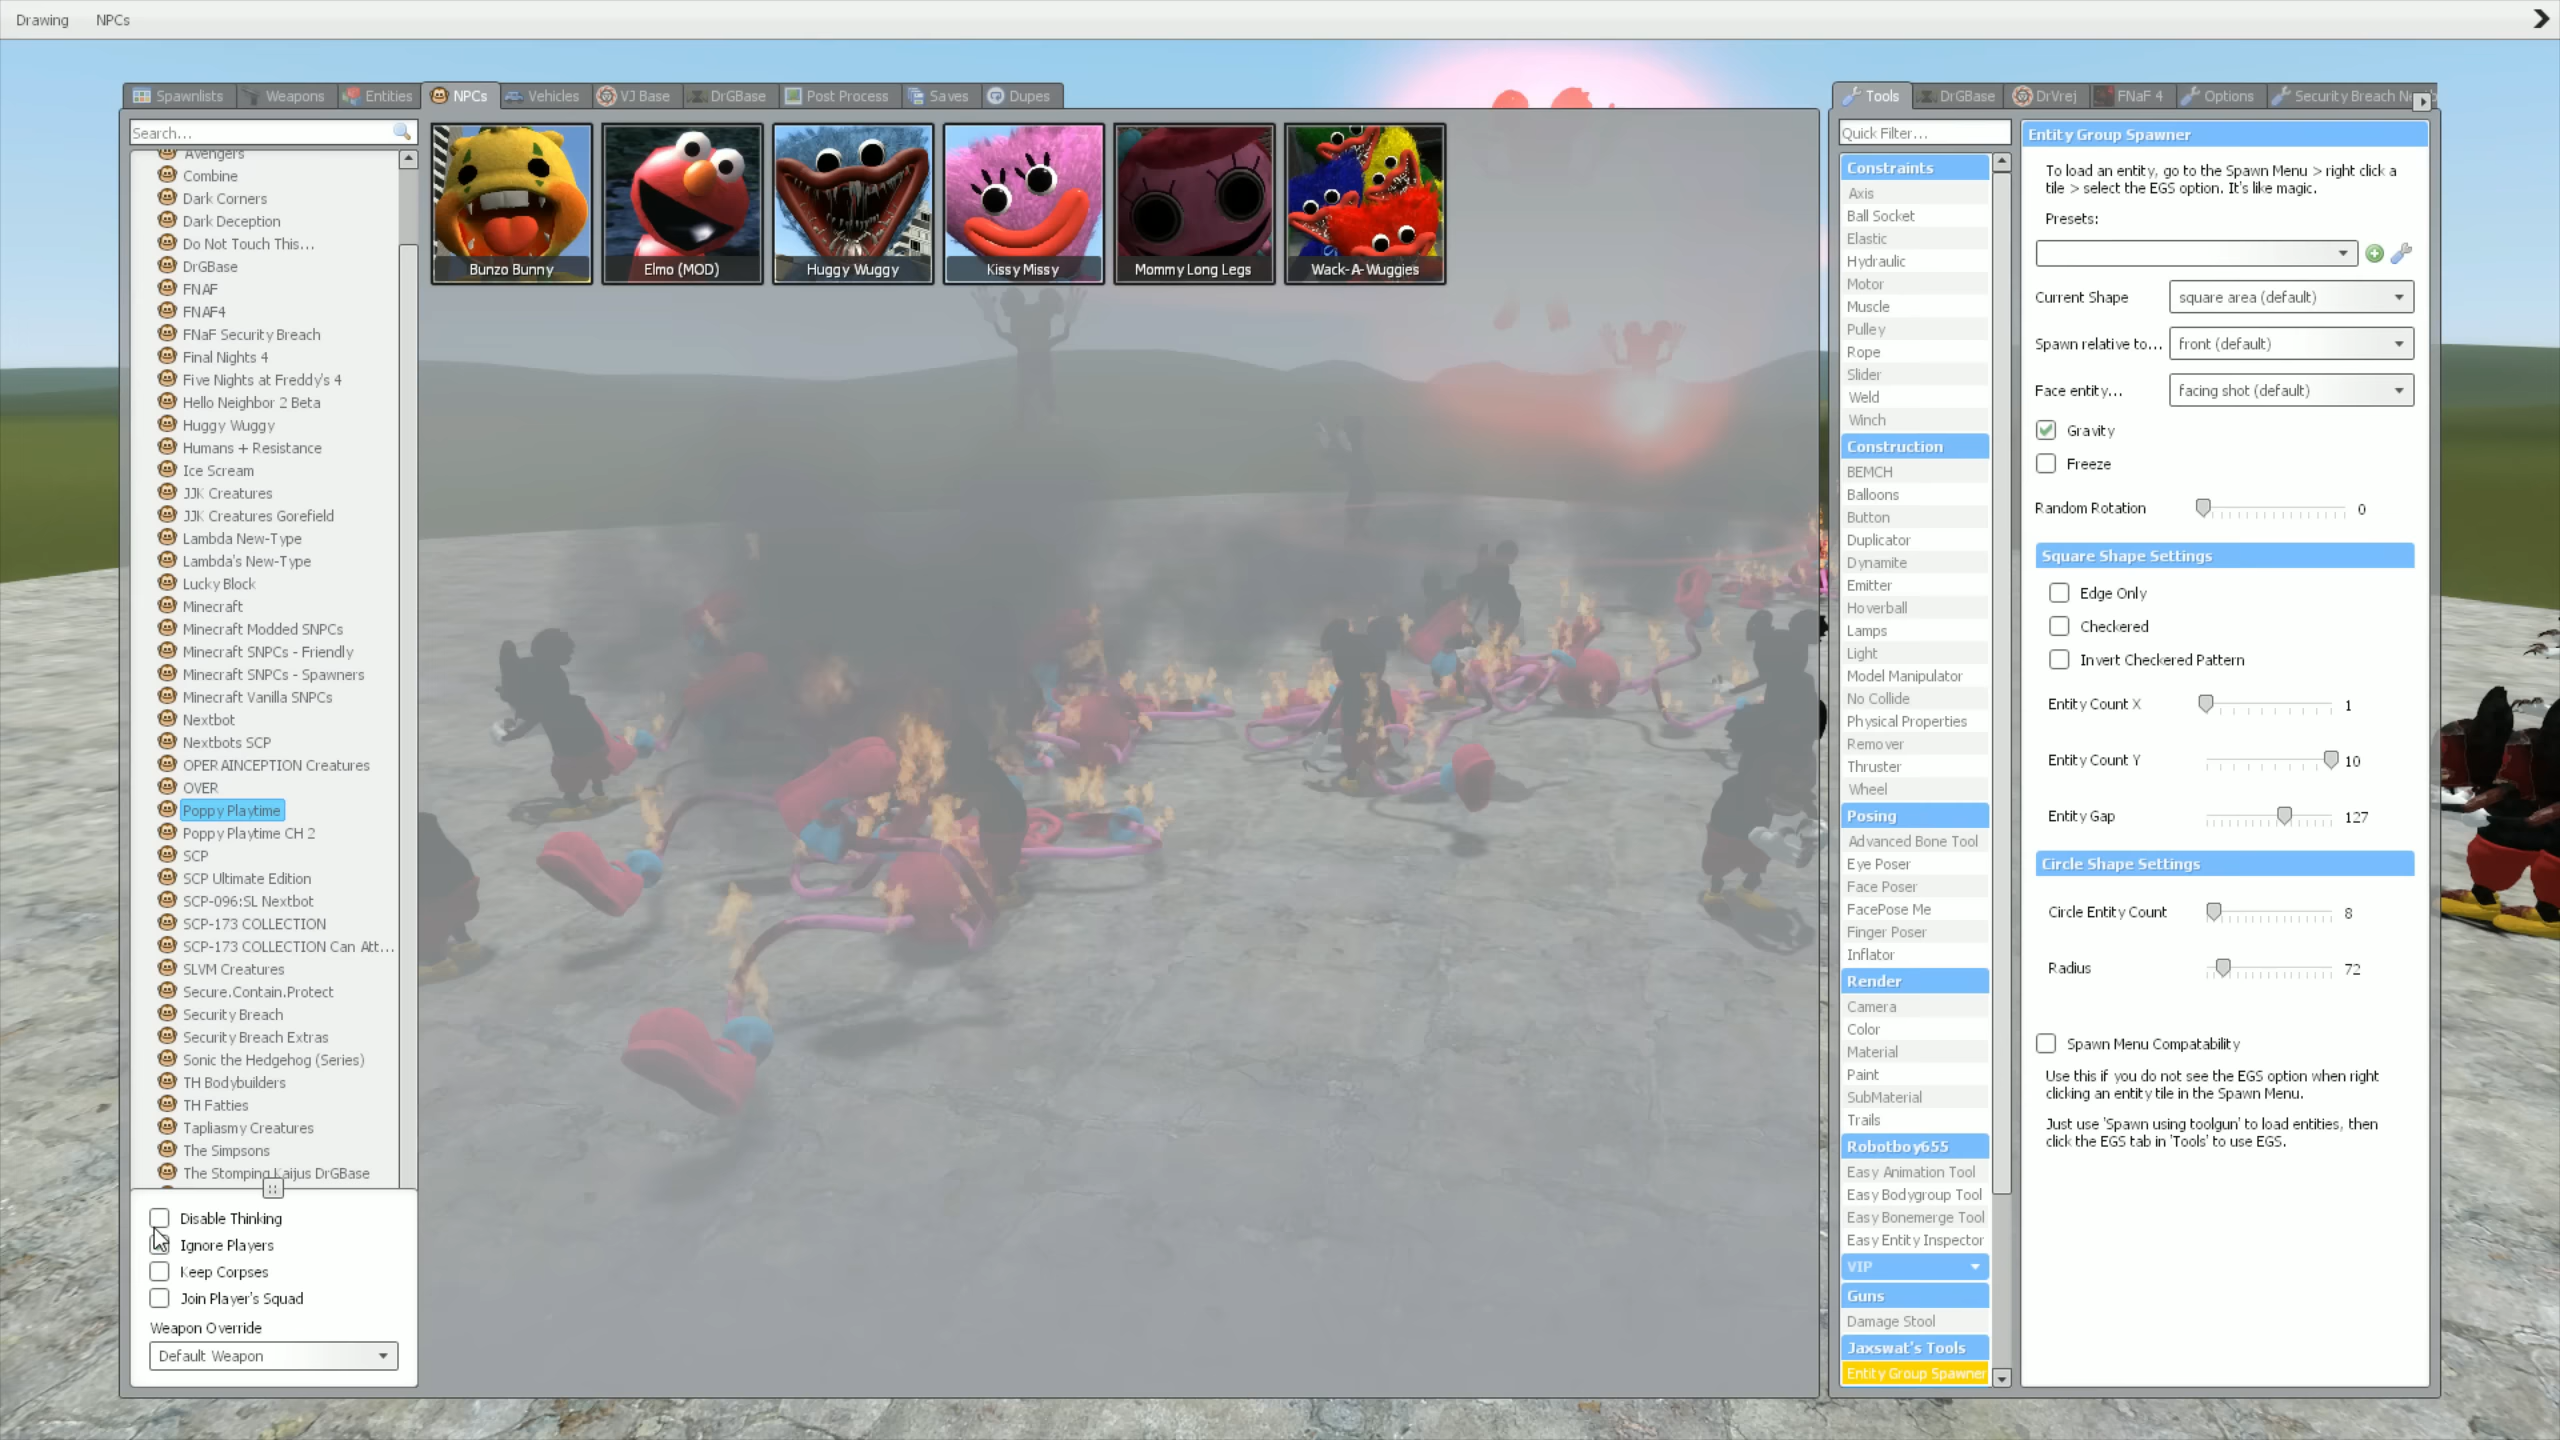 Drawing NPCs
Spawnlists Weapons Entities NPCs Vehicles VJ Base DrGBase Post Process Saves Dupes
Search...
Avengers
Combine
Dark Corners
Dark Deception
Do Not Touch This...
DrGBase
FNAF
FNAF4
FNaF Security Breach
Final Nights 4
Five Nights at Freddy's 4
Hello Neighbor 2 Beta
Huggy Wuggy
Humans + Resistance
Ice Scream
JJK Creatures
JJK Creatures Gorefield
Lambda New-Type
Lambda's New-Type
Lucky Block
Minecraft
Minecraft Modded SNPCs
Minecraft SNPCs - Friendly
Minecraft SNPCs - Spawners
Minecraft Vanilla SNPCs
Nextbot
Nextbots SCP
OPERAINCEPTION Creatures
OVER
Poppy Playtime
Poppy Playtime CH 2
SCP
SCP Ultimate Edition
SCP-096:SL Nextbot
SCP-173 COLLECTION
SCP-173 COLLECTION Can Att...
SLVM Creatures
Secure.Contain.Protect
Security Breach
Security Breach Extras
Sonic the Hedgehog (Series)
TH Bodybuilders
TH Fatties
Tapliasmy Creatures
The Simpsons
The Stomping Kaijus DrGBase
Disable Thinking
Ignore Players
Keep Corpses
Join Player's Squad
Weapon Override
Default Weapon
Bunzo Bunny
Elmo (MOD)
Huggy Wuggy
Kissy Missy
Mommy Long Legs
Wack-A-Wuggies
Tools DrGBase DrVrej FNaF 4 Options Security Breach
Quick Filter...
Constraints
Axis
Ball Socket
Elastic
Hydraulic
Motor
Muscle
Pulley
Rope
Slider
Weld
Winch
Construction
BEMCH
Balloons
Button
Duplicator
Dynamite
Emitter
Hoverball
Lamps
Light
Model Manipulator
No Collide
Physical Properties
Remover
Thruster
Wheel
Posing
Advanced Bone Tool
Eye Poser
Face Poser
FacePose Me
Finger Poser
Inflator
Render
Camera
Color
Material
Paint
SubMaterial
Trails
Robotboy655
Easy Animation Tool
Easy Bodygroup Tool
Easy Bonemerge Tool
Easy Entity Inspector
VIP
Guns
Damage Stool
Jaxswat's Tools
Entity Group Spawner
Entity Group Spawner
To load an entity, go to the Spawn Menu > right click a
tile > select the EGS option. It's like magic.
Presets:
Current Shape square area (default)
Spawn relative to... front (default)
Face entity... facing shot (default)
Gravity
Freeze
Random Rotation 0
Square Shape Settings
Edge Only
Checkered
Invert Checkered Pattern
Entity Count X 1
Entity Count Y 10
Entity Gap 127
Circle Shape Settings
Circle Entity Count 8
Radius 72
Spawn Menu Compatability
Use this if you do not see the EGS option when right
clicking an entity tile in the Spawn Menu.
Just use 'Spawn using toolgun' to load entities, then
click the EGS tab in 'Tools' to use EGS.